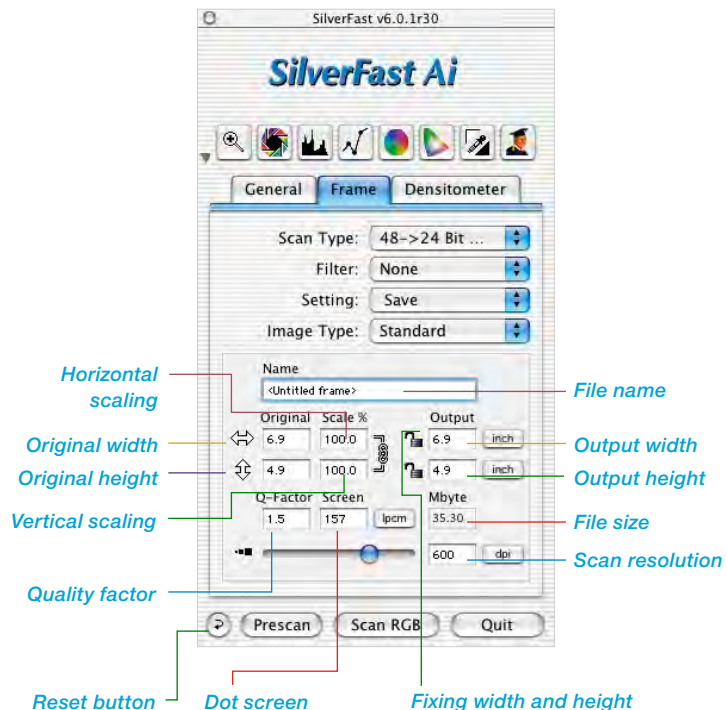 SilverFast v6.0.1r30
SilverFast Ai
General Frame Densitometer
Scan Type: 48->24 Bit ...
Filter: None
Setting: Save
Image Type: Standard
Name
Horizontal scaling
<Untitled frame>
File name
Original Scale % Output
Original width 6.9 100.0 6.9 inch Output width
Original height 4.9 100.0 4.9 inch Output height
Q-Factor Screen Mbyte
Vertical scaling 1.5 157 lpcm 35.30 File size
600 dpi Scan resolution
Quality factor
Prescan Scan RGB Quit
Reset button Dot screen Fixing width and height